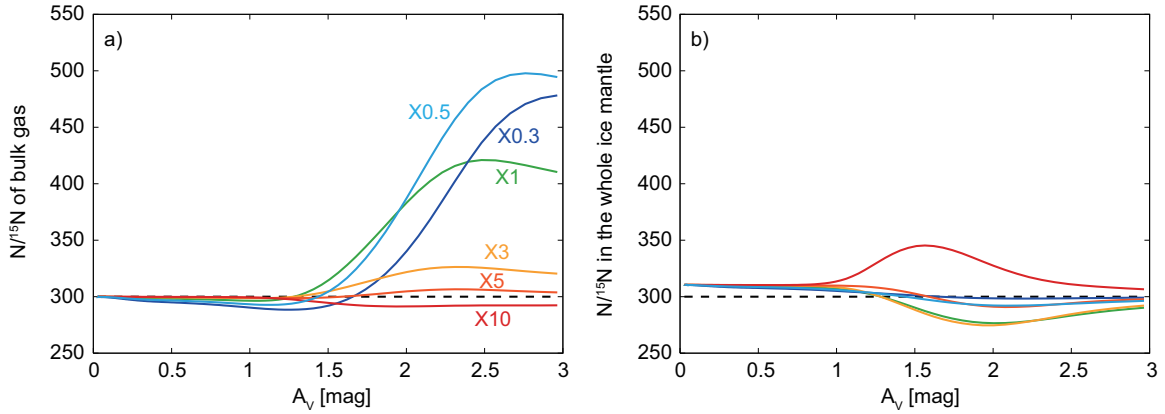 a)
N/¹⁵N of bulk gas
550
500
450
400
350
300
250
X0.5
X0.3
X1
X3
X5
X10
0 0.5 1 1.5 2 2.5 3
A_V [mag]
b)
N/¹⁵N in the whole ice mantle
550
500
450
400
350
300
250
0 0.5 1 1.5 2 2.5 3
A_V [mag]